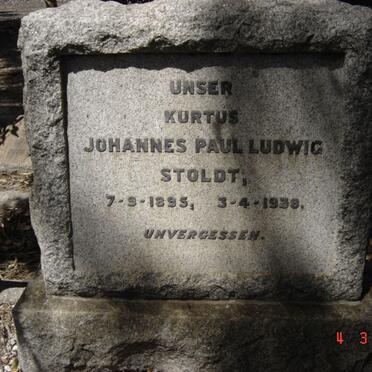 UNSER
KURTUS
JOHANNES PAUL LUDWIG
STOLDT,
7-9-1895, 3-4-1938.
UNVERGESSEN.
4 3